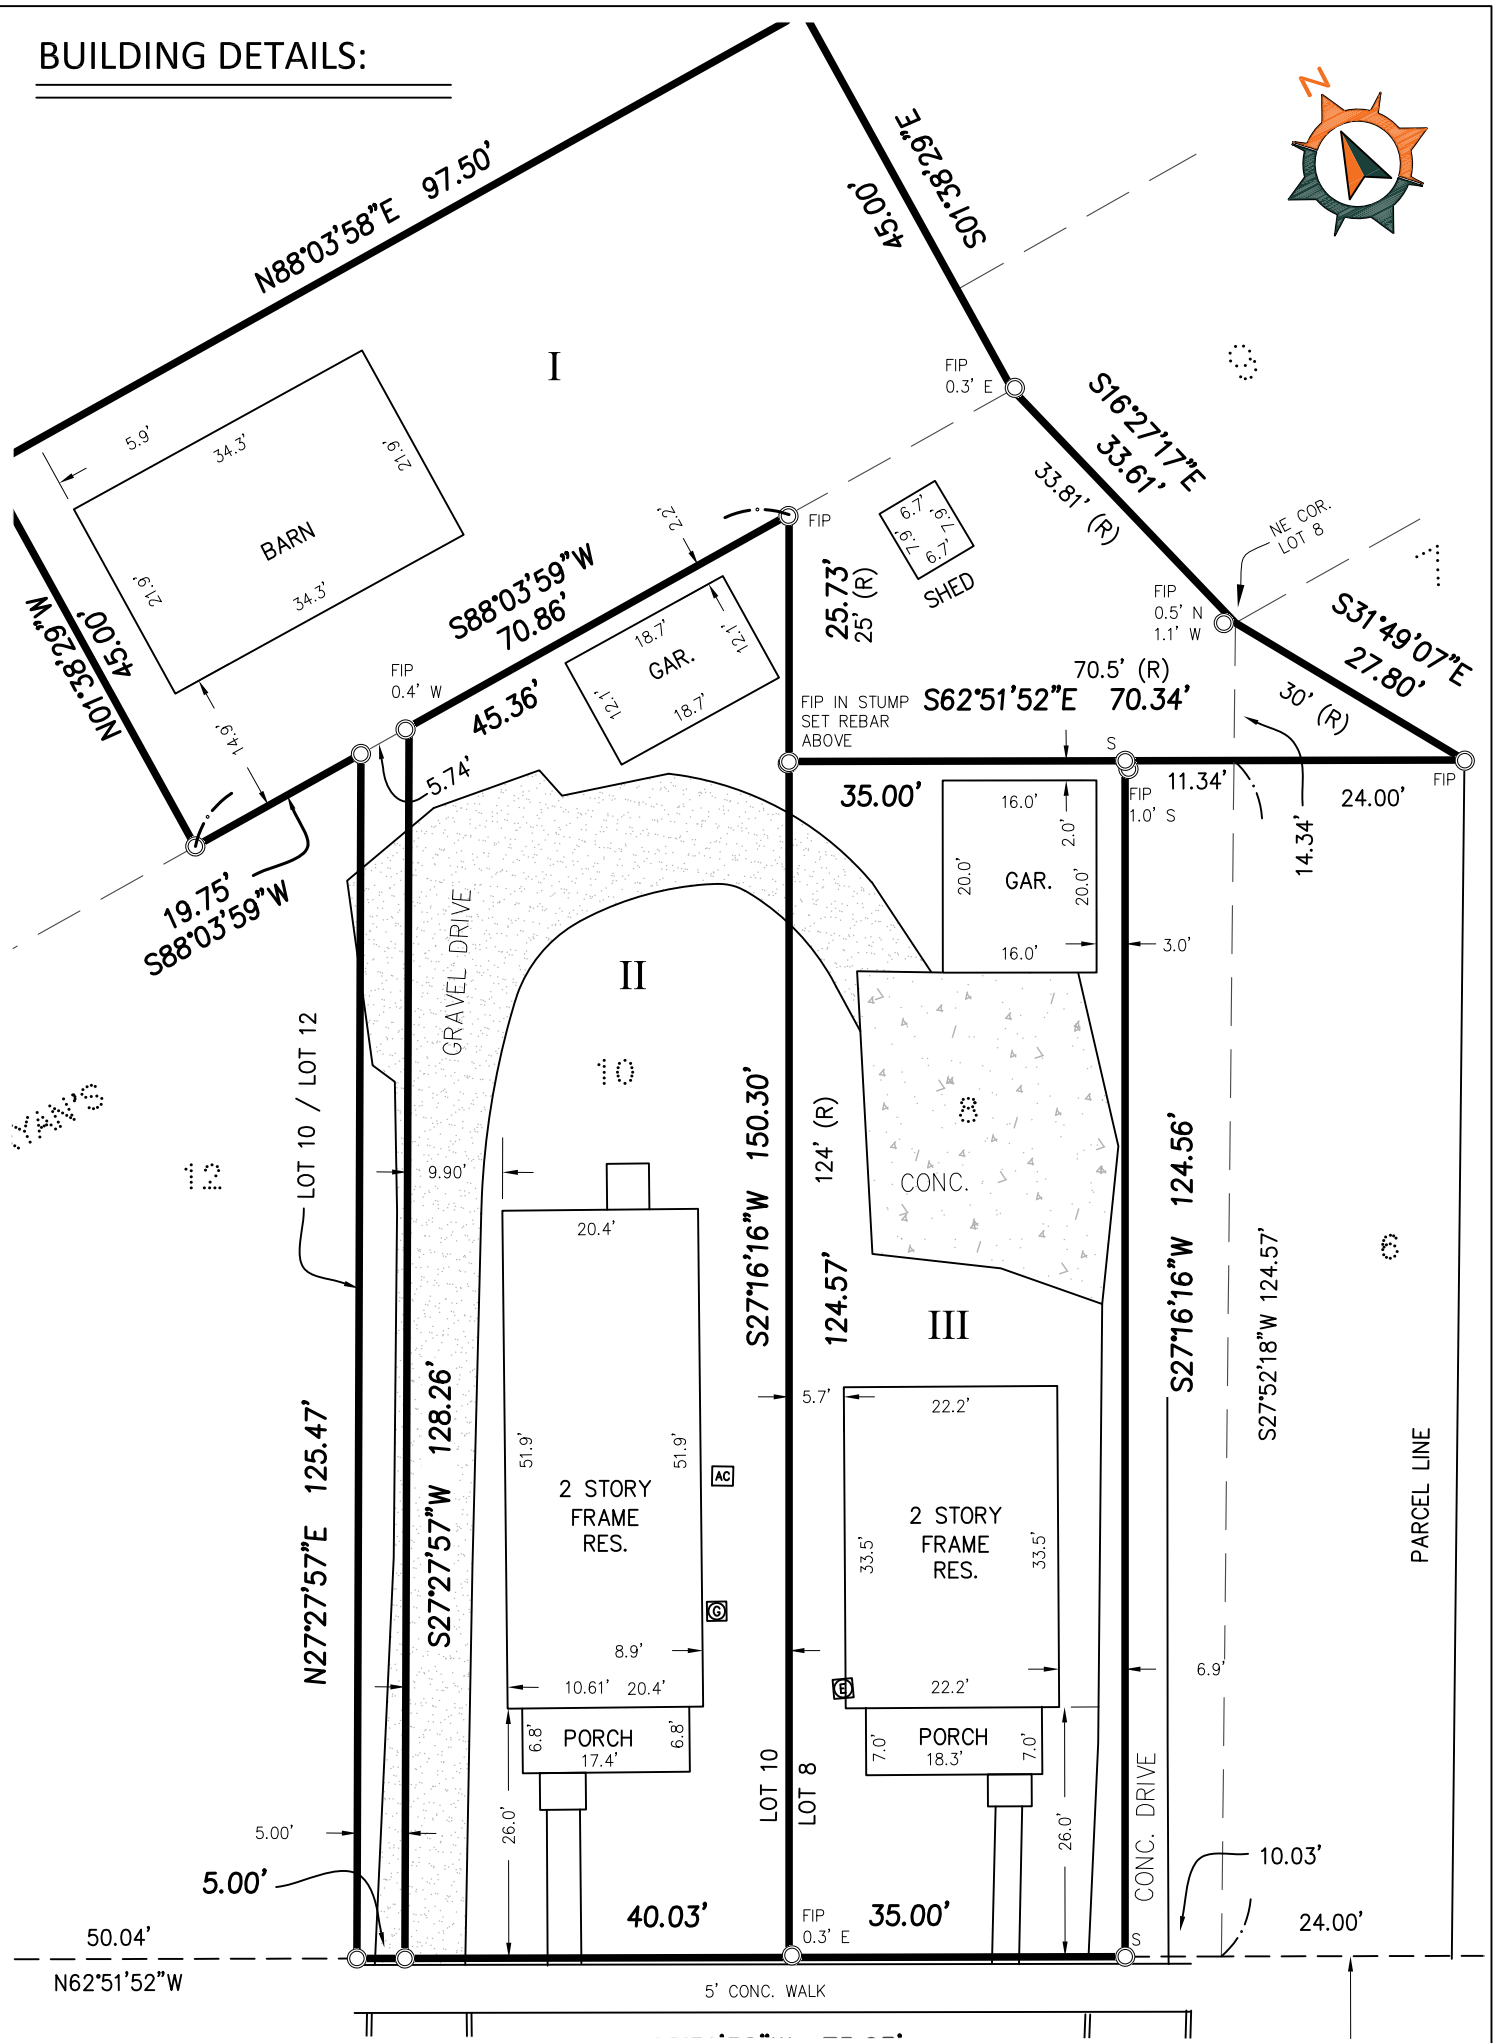 BUILDING DETAILS:
N
N88°03'58"E 97.50'
S01°38'29"E
45.00'
I
9
FIP
0.3' E
S16°27'17"E
33.61'
33.81' (R)
5.9'
34.3'
21.9'
BARN
21.9'
34.3'
N01°38'29"W
45.00'
14.9'
2.2'
S88°03'59"W
70.86'
45.36'
FIP
0.4' W
5.74'
18.7'
12.1'
GAR.
12.1'
18.7'
FIP
25.73'
25' (R)
6.7'
7.9'
7.9'
6.7'
SHED
NE COR.
LOT 8
7
FIP
0.5' N
1.1' W
S31°49'07"E
27.80'
30' (R)
70.5' (R)
S62°51'52"E 70.34'
FIP IN STUMP
SET REBAR
ABOVE
S
35.00'
11.34'
24.00'
FIP
FIP
1.0' S
14.34'
19.75'
S88°03'59"W
16.0'
2.0'
20.0'
GAR.
20.0'
16.0'
3.0'
GRAVEL DRIVE
II
10
LOT 10 / LOT 12
12
9.90'
S27°16'16"W 150.30'
124' (R)
124.57'
8
CONC.
III
S27°16'16"W 124.56'
S27°52'18"W 124.57'
6
PARCEL LINE
20.4'
51.9'
51.9'
2 STORY
FRAME
RES.
AC
G
8.9'
10.61' 20.4'
PORCH
6.8'
6.8'
17.4'
26.0'
N27°27'57"E 125.47'
S27°27'57"W 128.26'
5.7'
22.2'
33.5'
33.5'
2 STORY
FRAME
RES.
E
22.2'
PORCH
7.0'
7.0'
18.3'
26.0'
6.9'
LOT 10
LOT 8
CONC. DRIVE
10.03'
5.00'
5.00'
40.03'
FIP
0.3' E
35.00'
S
24.00'
50.04'
N62°51'52"W
5' CONC. WALK